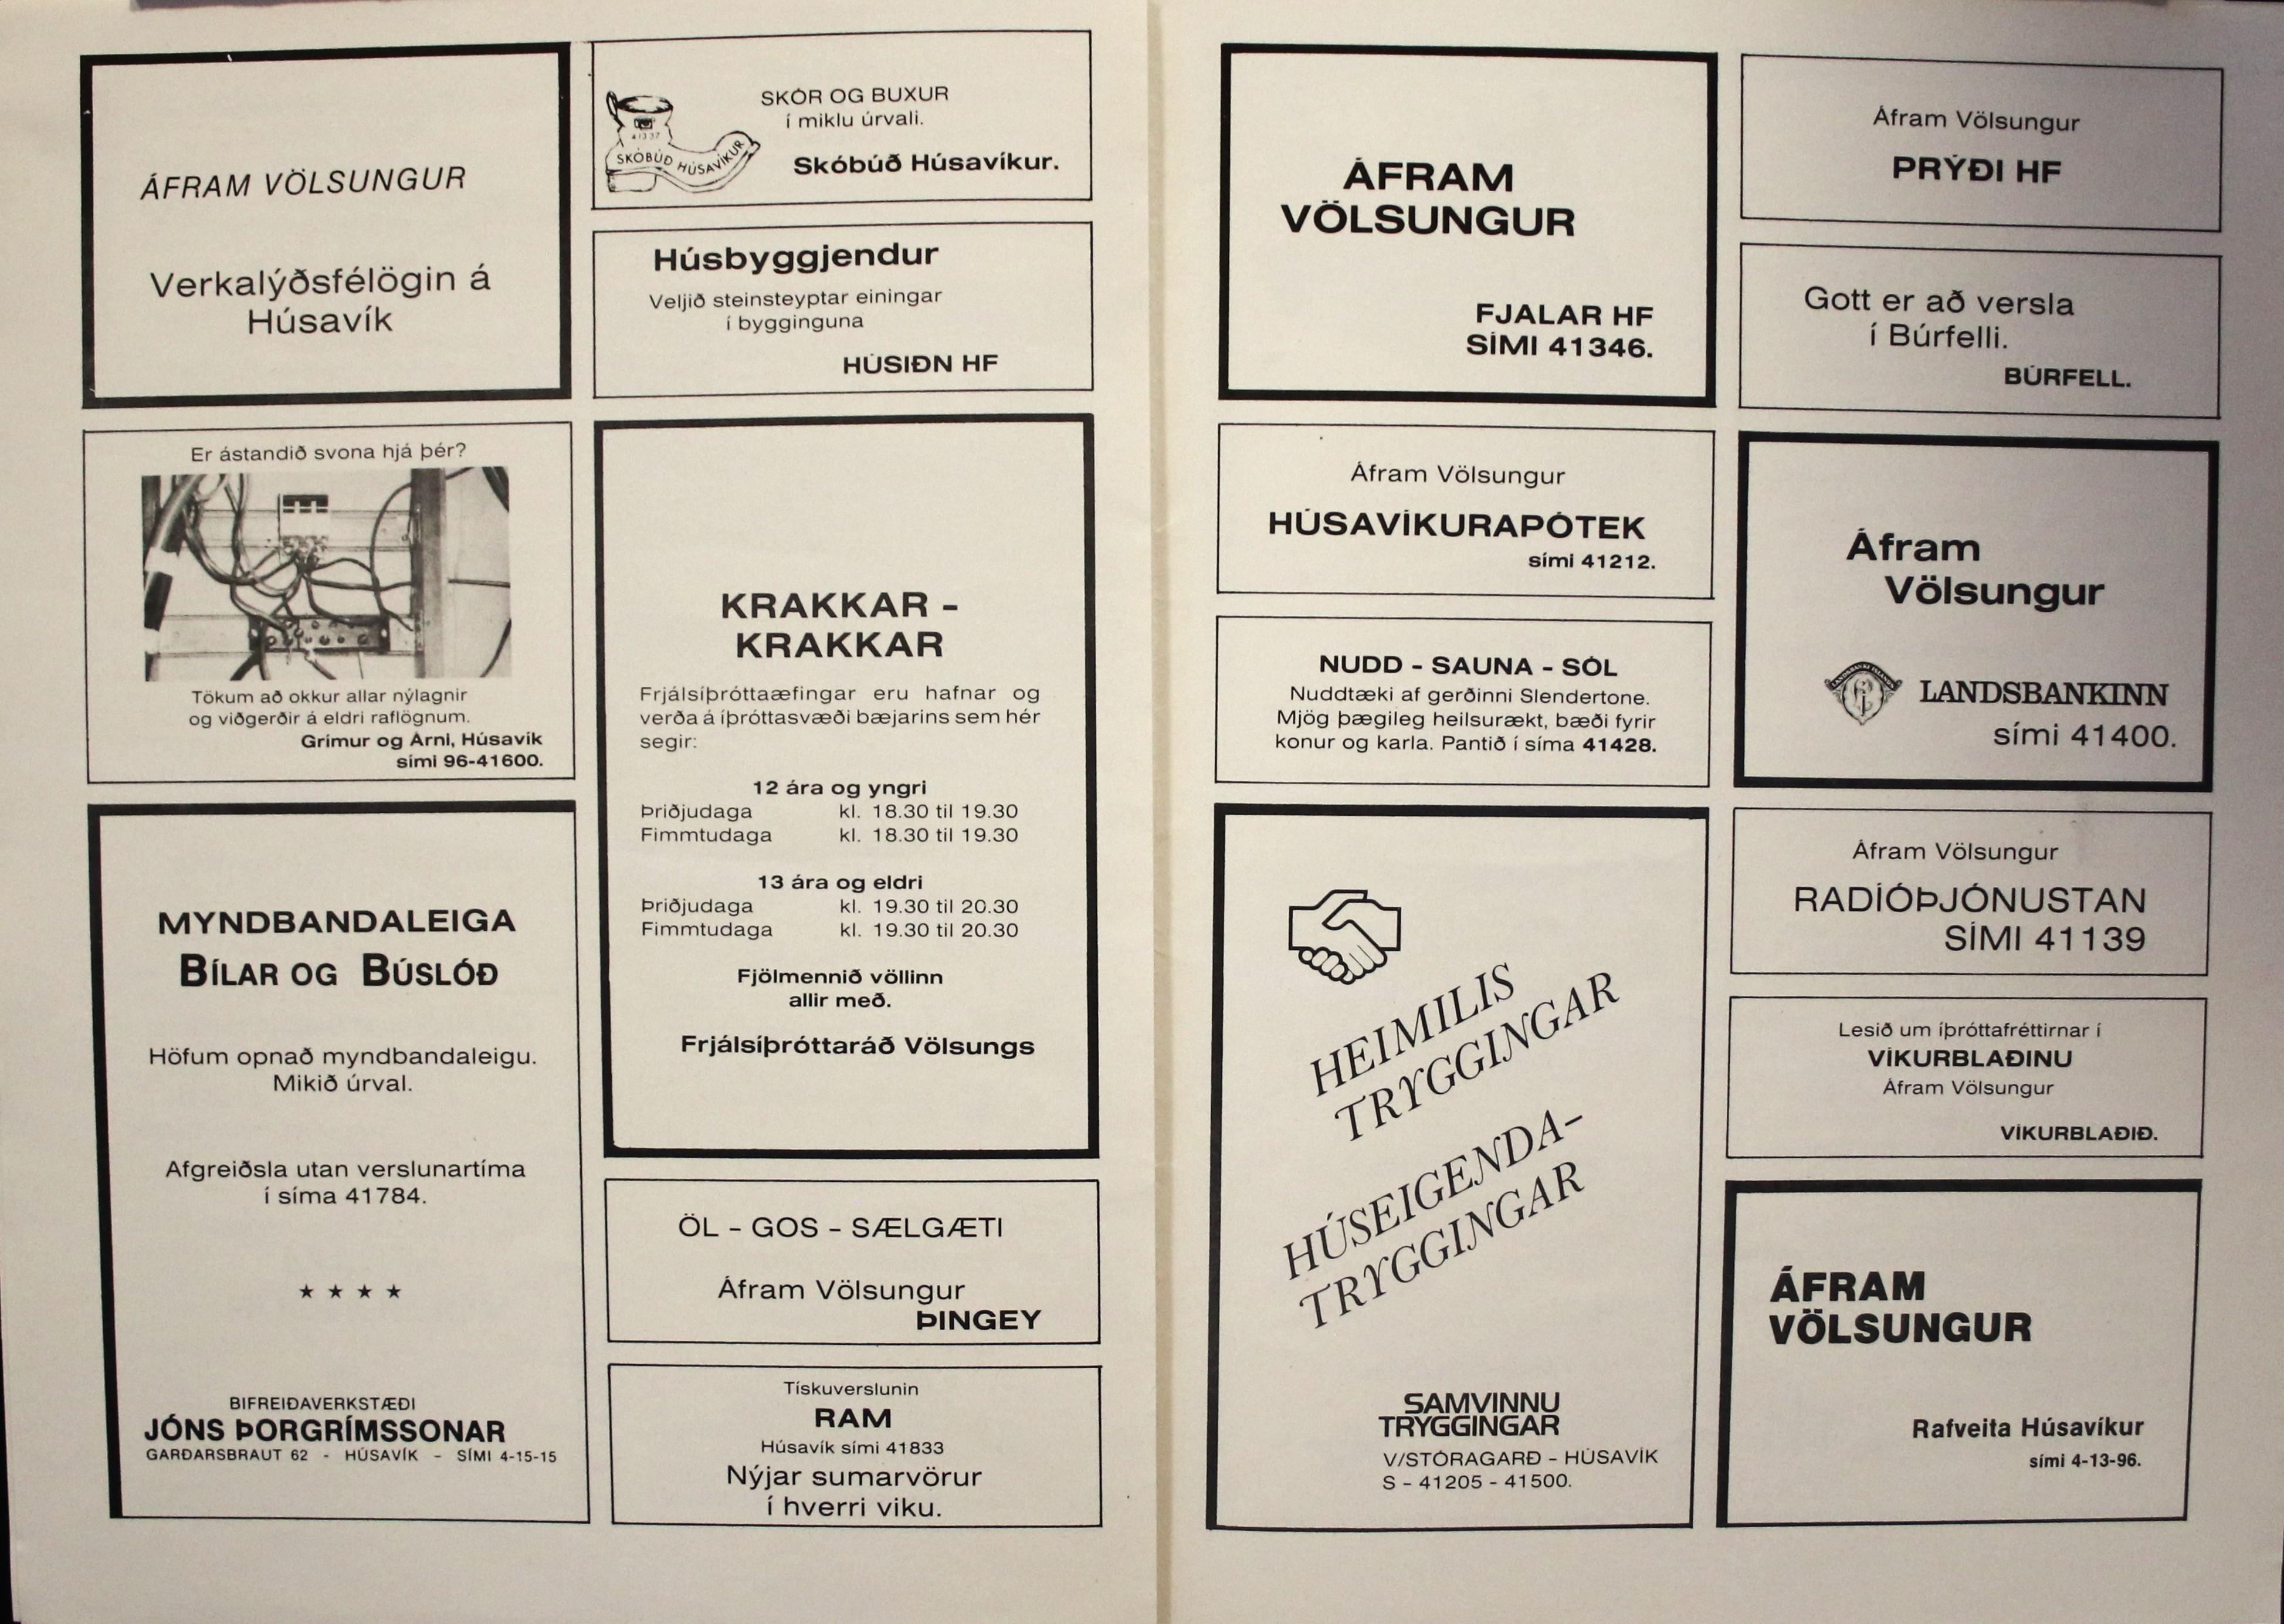 ÁFRAM VÖLSUNGUR
Verkalýðsfélögin á
Húsavík
Er ástandið svona hjá þér?
Tökum að okkur allar nýlagnir
og viðgerðir á eldri raflögnum.
Grímur og Árni, Húsavík
sími 96-41600.
MYNDBANDALEIGA
BÍLAR OG BÚSLÓÐ
Höfum opnað myndbandaleigu.
Mikið úrval.
Afgreiðsla utan verslunartíma
í síma 41784.
★ ★ ★ ★
BIFREIÐAVERKSTÆÐI
JÓNS ÞORGRÍMSSONAR
GARÐARSBRAUT 62 - HÚSAVÍK - SÍMI 4-15-15
41337
SKÓBÚÐ HÚSAVÍKUR
SKÓR OG BUXUR
í miklu úrvali.
Skóbúð Húsavíkur.
Húsbyggjendur
Veljið steinsteyptar einingar
í bygginguna
HÚSIÐN HF
KRAKKAR -
KRAKKAR
Frjálsíþróttaæfingar eru hafnar og
verða á íþróttasvæði bæjarins sem hér
segir:
12 ára og yngri
Þriðjudaga kl. 18.30 til 19.30
Fimmtudaga kl. 18.30 til 19.30
13 ára og eldri
Þriðjudaga kl. 19.30 til 20.30
Fimmtudaga kl. 19.30 til 20.30
Fjölmennið völlinn
allir með.
Frjálsíþróttaráð Völsungs
ÖL - GOS - SÆLGÆTI
Áfram Völsungur
ÞINGEY
Tískuverslunin
RAM
Húsavík sími 41833
Nýjar sumarvörur
í hverri viku.
ÁFRAM
VÖLSUNGUR
FJALAR HF
SÍMI 41346.
Áfram Völsungur
HÚSAVÍKURAPÓTEK
sími 41212.
NUDD - SAUNA - SÓL
Nuddtæki af gerðinni Slendertone.
Mjög þægileg heilsurækt, bæði fyrir
konur og karla. Pantið í síma 41428.
HEIMILIS
TRYGGINGAR
HÚSEIGENDA-
TRYGGINGAR
SAMVINNU
TRYGGINGAR
V/STÓRAGARÐ - HÚSAVÍK
S - 41205 - 41500.
Áfram Völsungur
PRÝÐI HF
Gott er að versla
í Búrfelli.
BÚRFELL.
Áfram
Völsungur
LANDSBANKINN
sími 41400.
Áfram Völsungur
RADÍÓÞJÓNUSTAN
SÍMI 41139
Lesið um íþróttafréttirnar í
VÍKURBLAÐINU
Áfram Völsungur
VÍKURBLAÐIÐ.
ÁFRAM
VÖLSUNGUR
Rafveita Húsavíkur
sími 4-13-96.